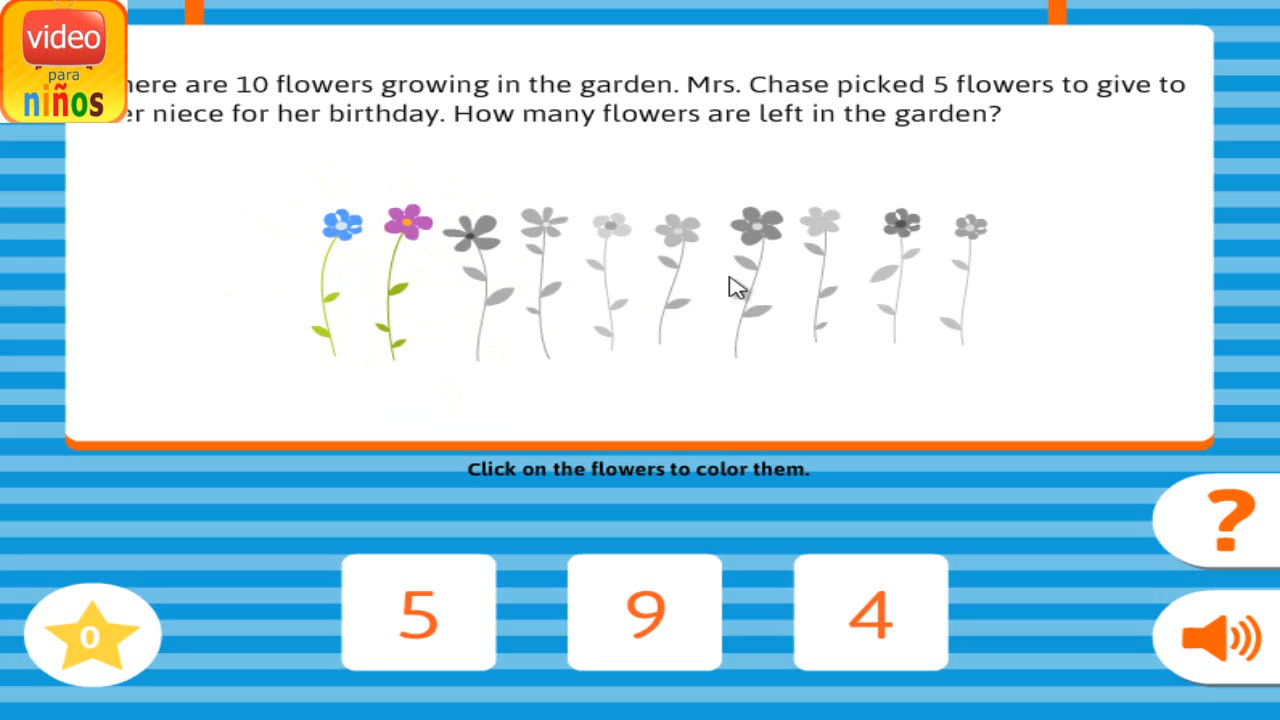 video
para
niños
here are 10 flowers growing in the garden. Mrs. Chase picked 5 flowers to give to
er niece for her birthday. How many flowers are left in the garden?
Click on the flowers to color them.
?
0
5
9
4